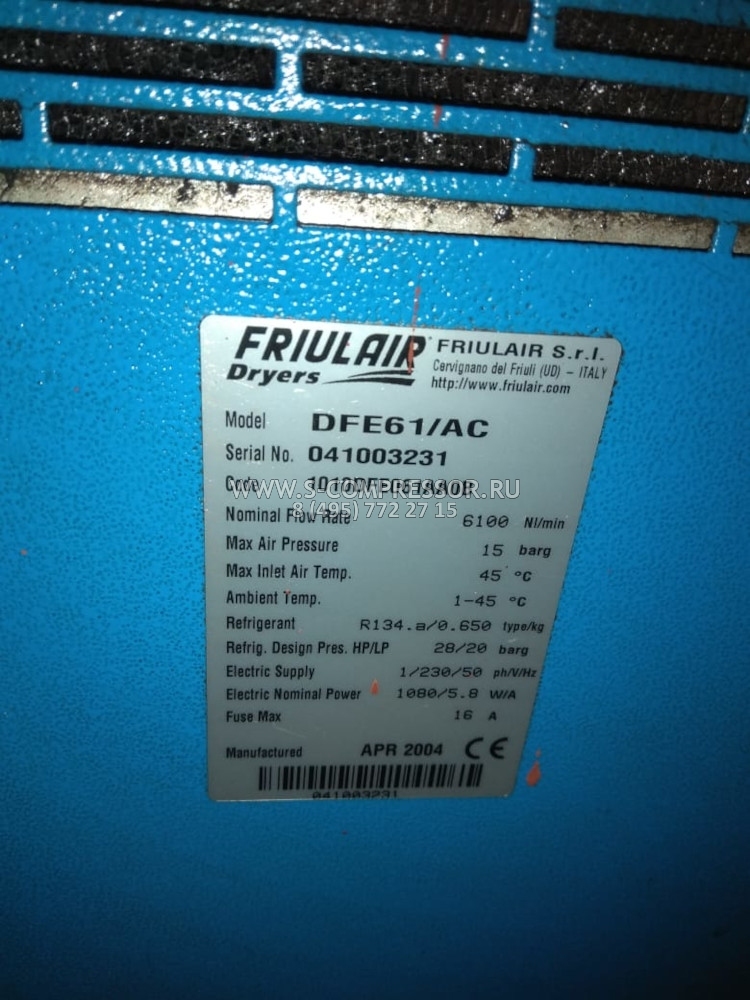 FRIULAIR
Dryers
FRIULAIR S.r.l.
Cervignano del Friuli (UD) – ITALY
http://www.friulair.com
Model DFE61/AC
Serial No. 041003231
Code
WWW.S-COMPRESSOR.RU
8 (495) 772 27 15
Nominal Flow Rate 6100 Nl/min
Max Air Pressure 15 barg
Max Inlet Air Temp. 45 °C
Ambient Temp. 1-45 °C
Refrigerant R134.a/0.650 type/kg
Refrig. Design Pres. HP/LP 28/20 barg
Electric Supply 1/230/50 ph/V/Hz
Electric Nominal Power 1080/5.8 W/A
Fuse Max 16 A
Manufactured APR 2004 CE
041003231